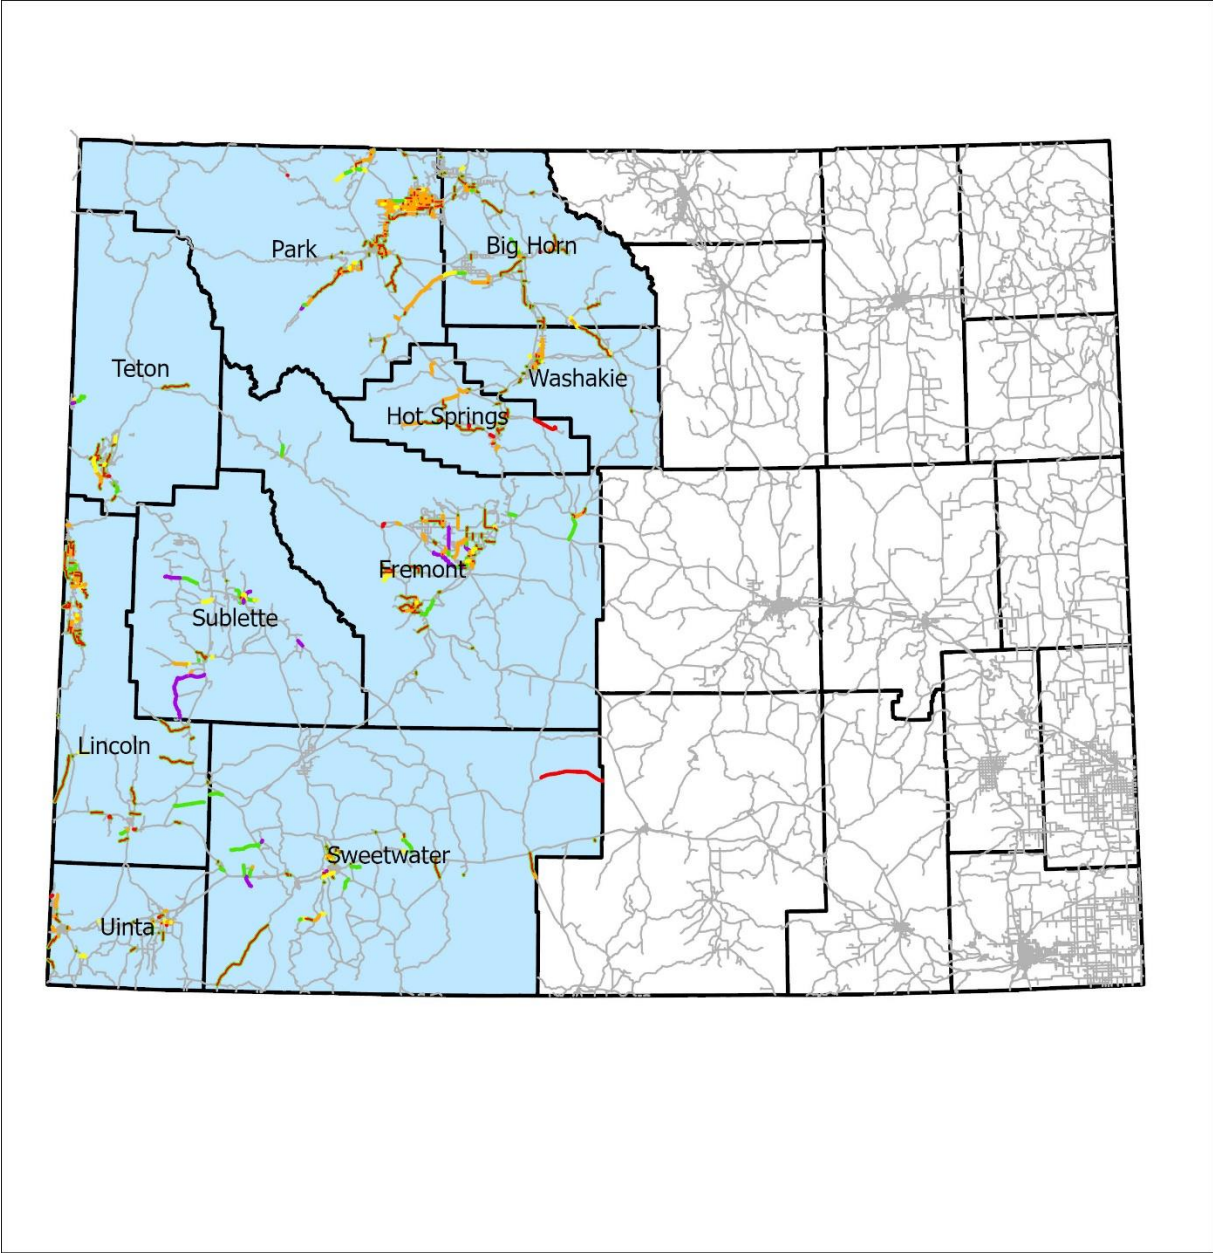 Park
Big Horn
Teton
Washakie
Hot Springs
Fremont
Sublette
Lincoln
Sweetwater
Uinta